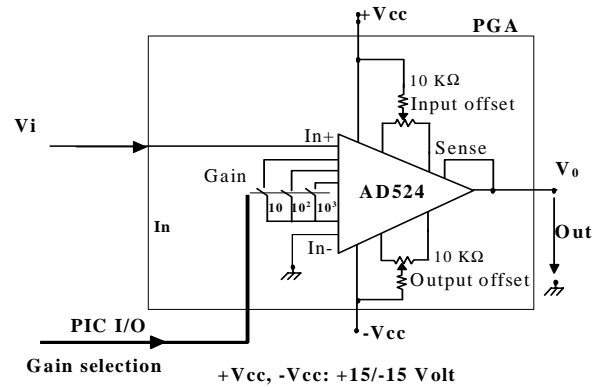 +Vcc
PGA
10 KΩ
Input offset
Vi
In+
Sense
Gain
V₀
AD524
10 10² 10³
In
Out
In-
10 KΩ
Output offset
PIC I/O
-Vcc
Gain selection
+Vcc, -Vcc: +15/-15 Volt